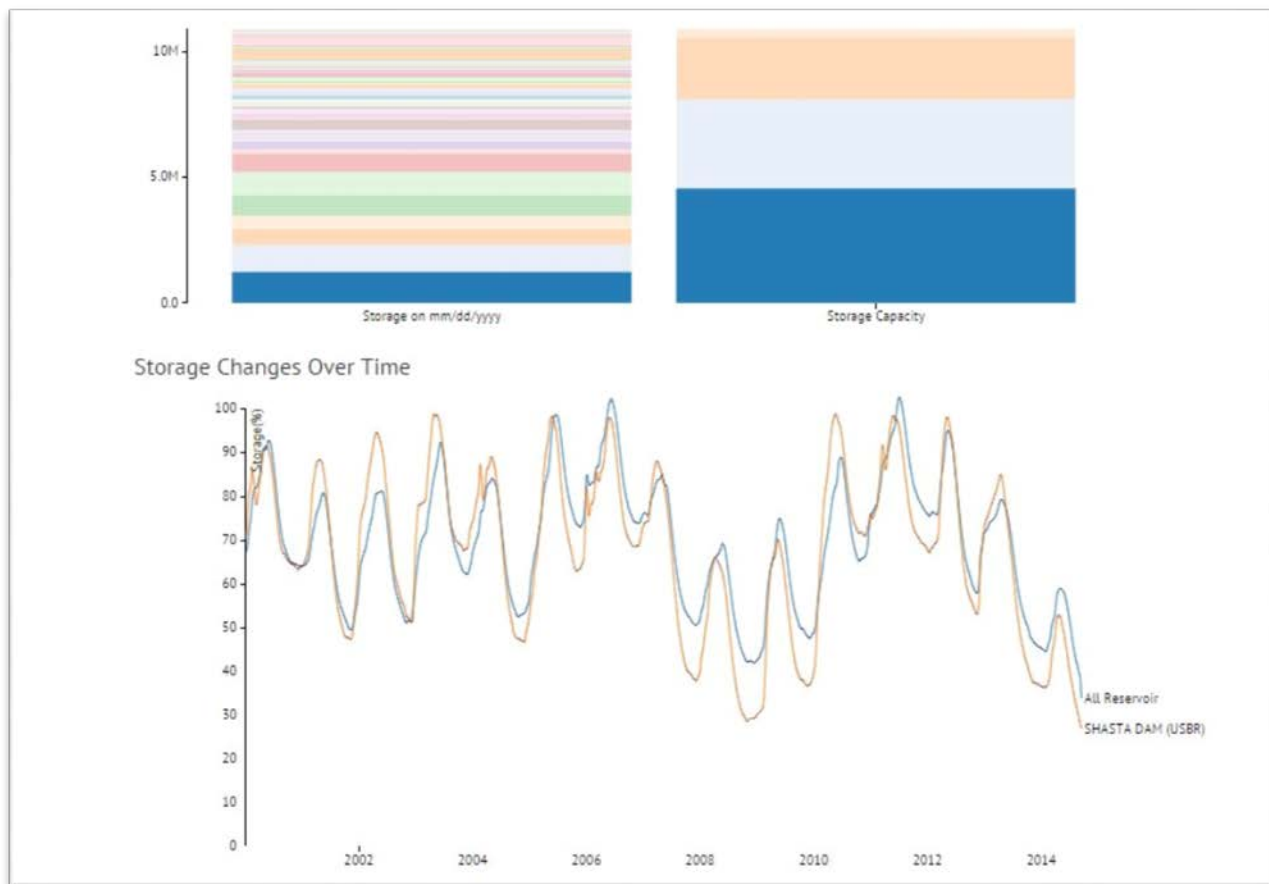 10M
5.0M
0.0
Storage on mm/dd/yyyy
Storage Capacity
Storage Changes Over Time
Storage(%)
100
90
80
70
60
50
40
30
20
10
0
2002
2004
2006
2008
2010
2012
2014
All Reservoir
SHASTA DAM (USBR)